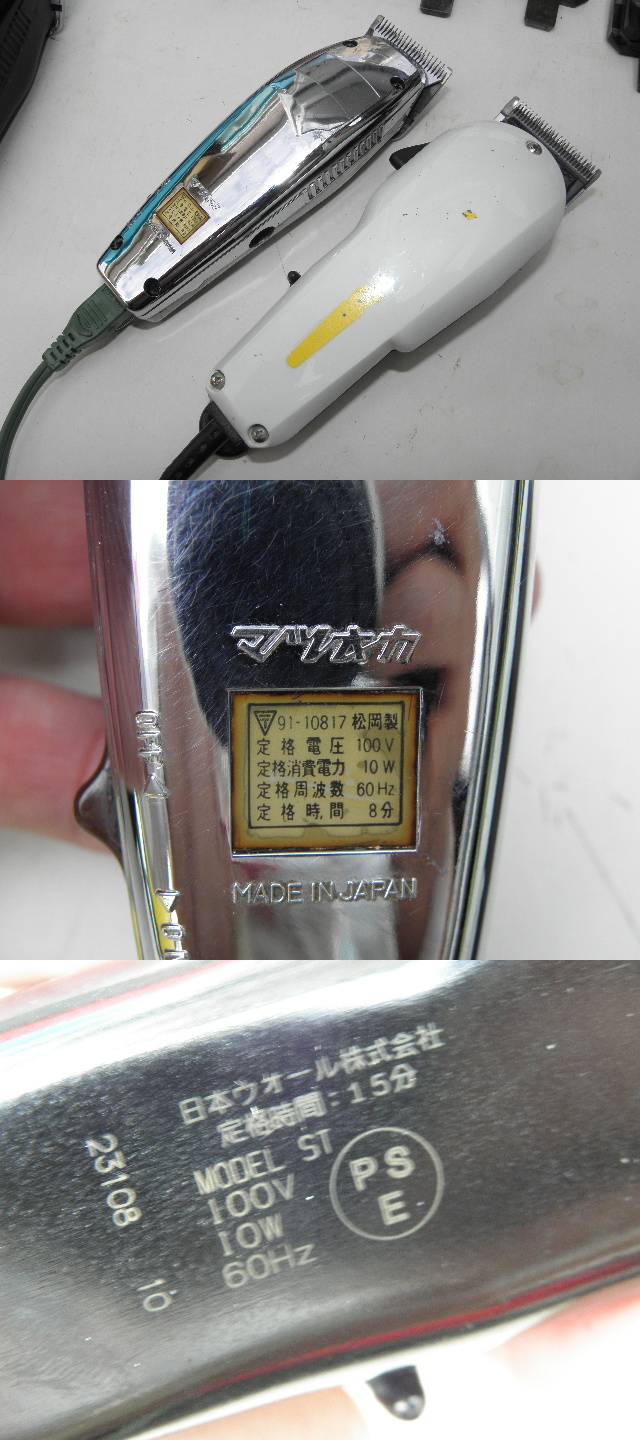 マツオカ
〒 91-10817 松岡製
定格電圧 100V
定格消費電力 10W
定格周波数 60Hz
定格時間 8分
MADE IN JAPAN
OFF
日本ウオール株式会社
定格時間:15分
MODEL ST
100V
10W
60Hz
PS
E
23108 10